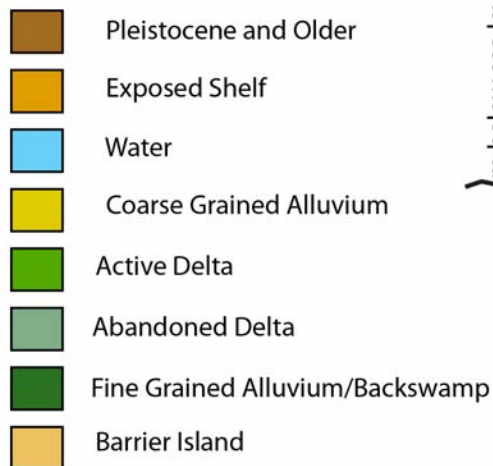 Pleistocene and Older
Exposed Shelf
Water
Coarse Grained Alluvium
Active Delta
Abandoned Delta
Fine Grained Alluvium/Backswamp
Barrier Island